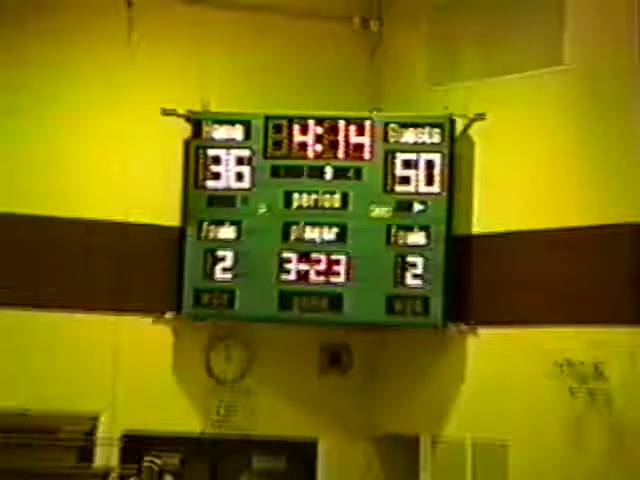 Home 4:14 Guests
36 50
period
fouls player fouls
2 3-23 2